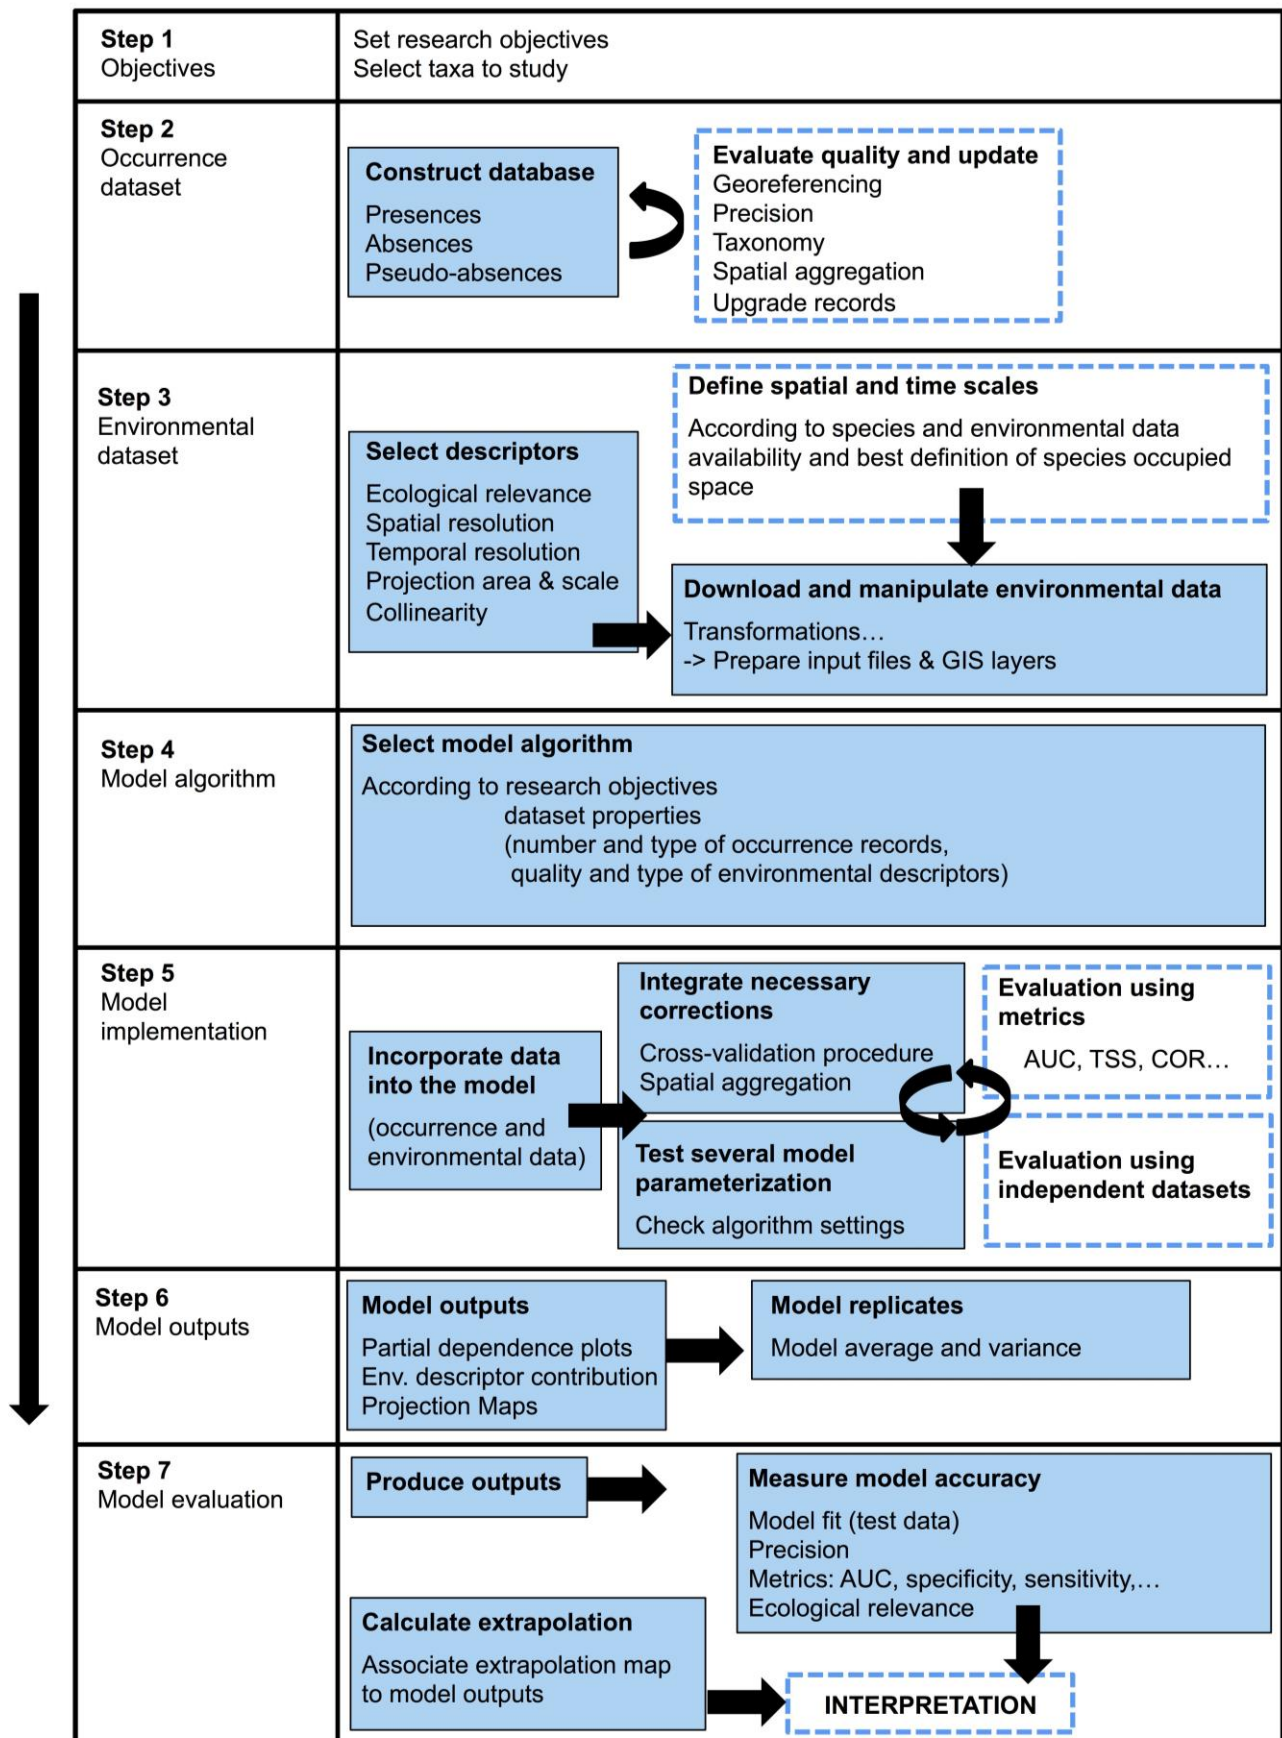 Step 1
Objectives
Set research objectives
Select taxa to study
Step 2
Occurrence
dataset
Construct database
Presences
Absences
Pseudo-absences
Evaluate quality and update
Georeferencing
Precision
Taxonomy
Spatial aggregation
Upgrade records
Step 3
Environmental
dataset
Select descriptors
Ecological relevance
Spatial resolution
Temporal resolution
Projection area & scale
Collinearity
Define spatial and time scales
According to species and environmental data
availability and best definition of species occupied
space
Download and manipulate environmental data
Transformations…
-> Prepare input files & GIS layers
Step 4
Model algorithm
Select model algorithm
According to research objectives
dataset properties
(number and type of occurrence records,
quality and type of environmental descriptors)
Step 5
Model
implementation
Incorporate data
into the model
(occurrence and
environmental data)
Integrate necessary
corrections
Cross-validation procedure
Spatial aggregation
Test several model
parameterization
Check algorithm settings
Evaluation using
metrics
AUC, TSS, COR…
Evaluation using
independent datasets
Step 6
Model outputs
Model outputs
Partial dependence plots
Env. descriptor contribution
Projection Maps
Model replicates
Model average and variance
Step 7
Model evaluation
Produce outputs
Measure model accuracy
Model fit (test data)
Precision
Metrics: AUC, specificity, sensitivity,…
Ecological relevance
Calculate extrapolation
Associate extrapolation map
to model outputs
INTERPRETATION